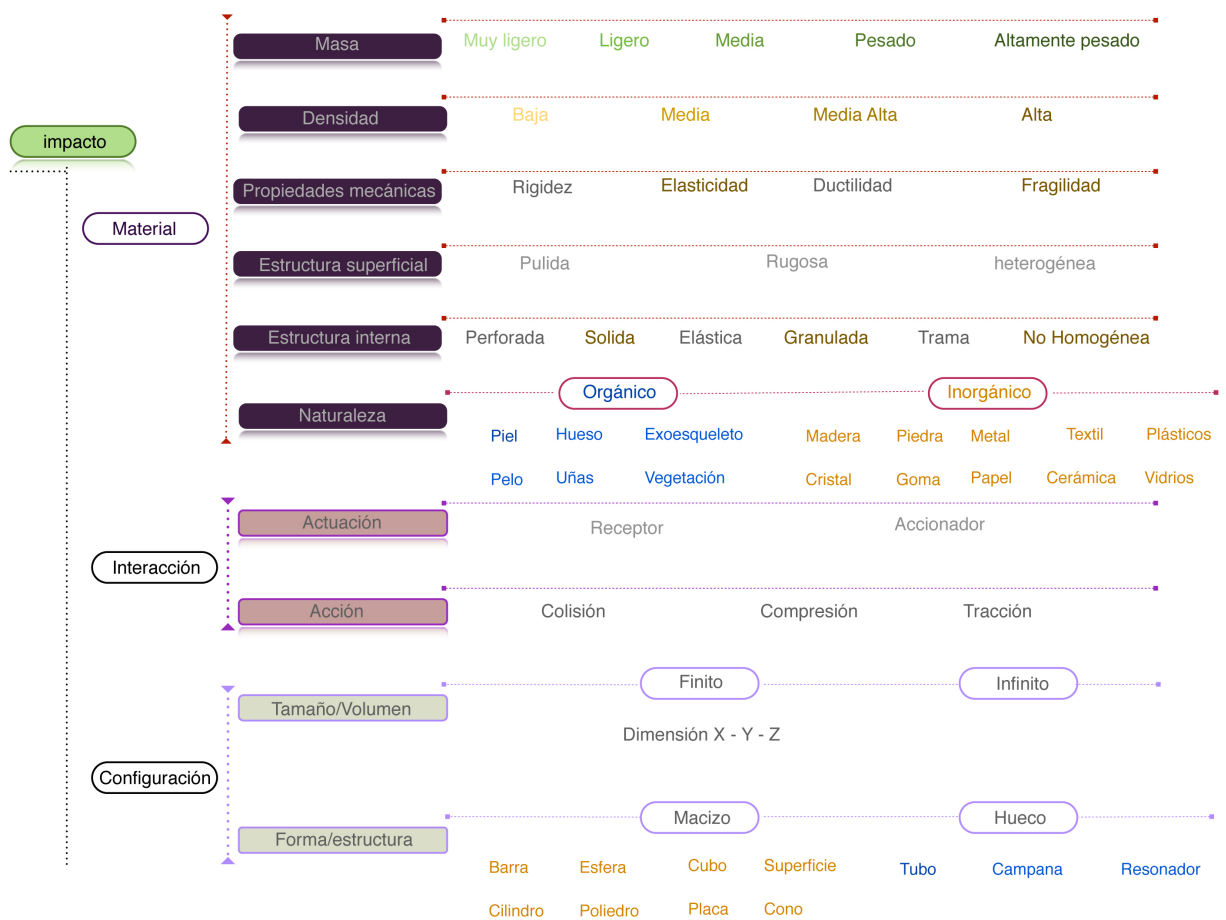 Masa
Muy ligero Ligero Media Pesado Altamente pesado
Densidad
Baja Media Media Alta Alta
impacto
Propiedades mecánicas
Rigidez Elasticidad Ductilidad Fragilidad
Material
Estructura superficial
Pulida Rugosa heterogénea
Estructura interna
Perforada Solida Elástica Granulada Trama No Homogénea
Orgánico Inorgánico
Naturaleza
Piel Hueso Exoesqueleto Madera Piedra Metal Textil Plásticos
Pelo Uñas Vegetación Cristal Goma Papel Cerámica Vidrios
Actuación
Receptor Accionador
Interacción
Acción
Colisión Compresión Tracción
Finito Infinito
Tamaño/Volumen
Dimensión X - Y - Z
Configuración
Macizo Hueco
Forma/estructura
Barra Esfera Cubo Superficie Tubo Campana Resonador
Cilindro Poliedro Placa Cono